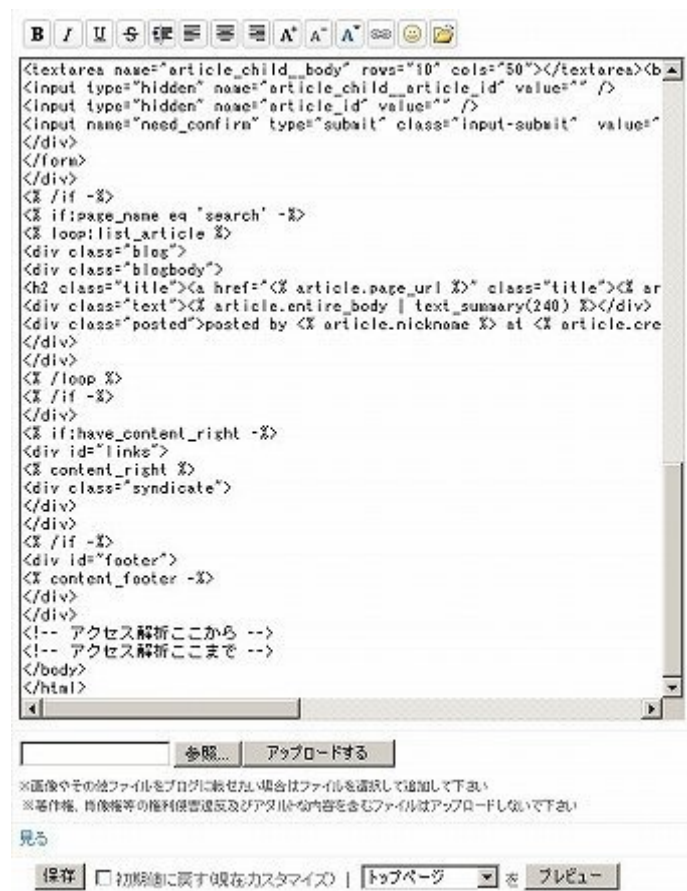 B I U S A+ A- A
<textarea name="article_child__body" rows="10" cols="50"></textarea><b
<input type="hidden" name="article_child__article_id" value="" />
<input type="hidden" name="article_id" value="" />
<input name="need_confirm" type="submit" class="input-submit"  value="
</div>
</form>
</div>
<% /if -%>
<% if:page_name eq 'search' -%>
<% loop:list_article %>
<div class="blog">
<div class="blogbody">
<h2 class="title"><a href="<% article.page_url %>" class="title"><% ar
<div class="text"><% article.entire_body | text_summary(240) %></div>
<div class="posted">posted by <% article.nickname %> at <% article.cre
</div>
</div>
<% /loop %>
<% /if -%>
</div>
<% if:have_content_right -%>
<div id="links">
<% content_right %>
<div class="syndicate">
</div>
</div>
<% /if -%>
<div id="footer">
<% content_footer -%>
</div>
</div>
<!-- アクセス解析ここから -->
<!-- アクセス解析ここまで -->
</body>
</html>
参照... アップロードする
※画像やその他ファイルをブログに載せたい場合はファイルを選択して追加して下さい
※著作権、肖像権等の権利侵害違反及びアダルトな内容を含むファイルはアップロードしないで下さい
見る
保存 初期値に戻す(現在:カスタマイズ) | トップページ を プレビュー